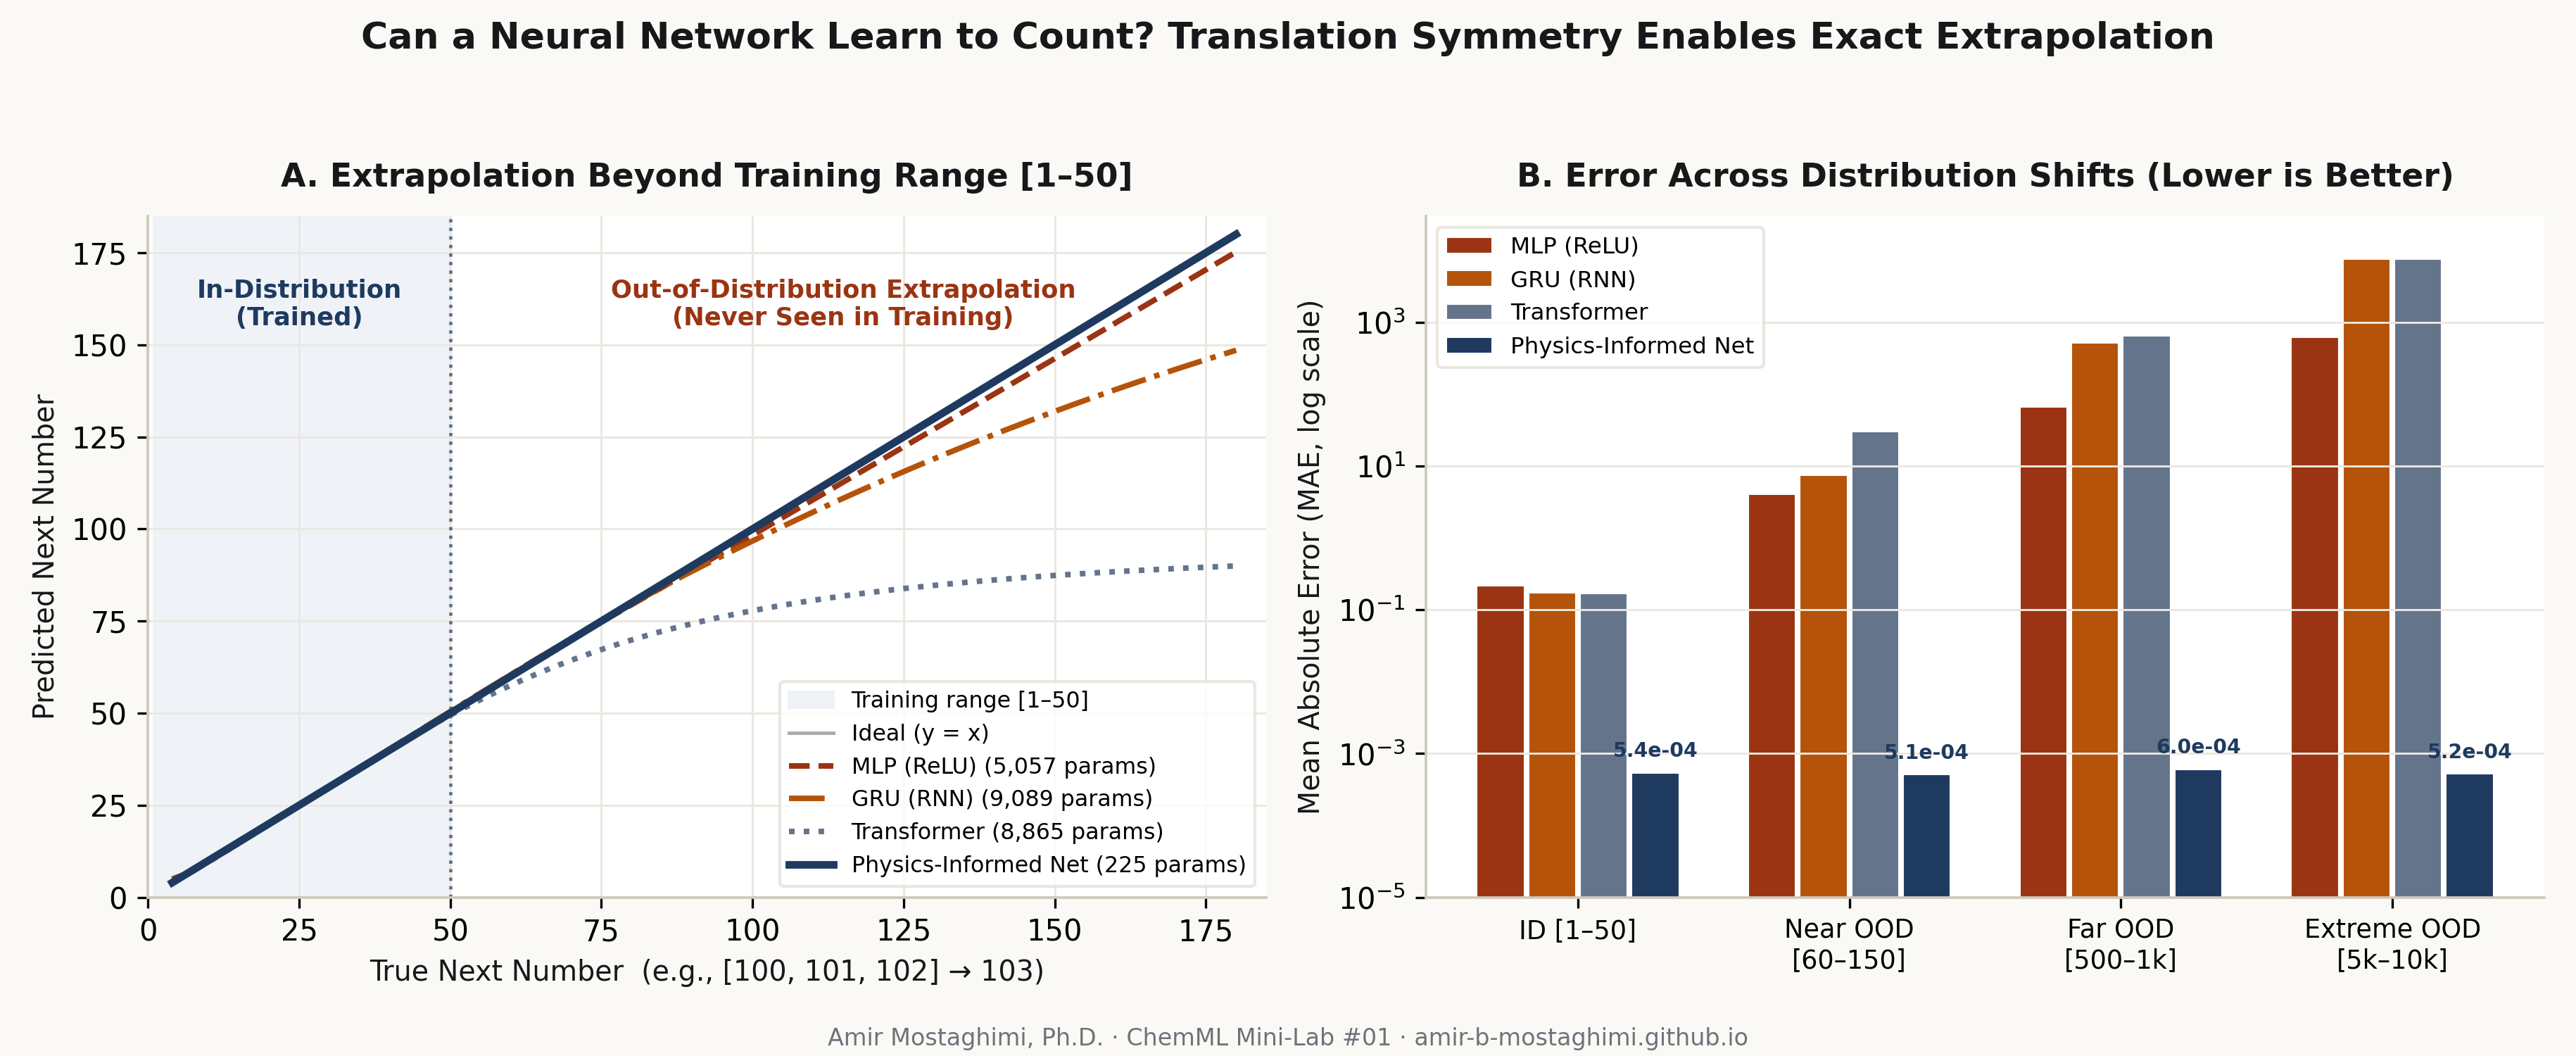 Can a Neural Network Learn to Count? Translation Symmetry Enables Exact Extrapolation
A. Extrapolation Beyond Training Range [1–50]
Predicted Next Number
175
150
125
100
75
50
25
0
In-Distribution
(Trained)
Out-of-Distribution Extrapolation
(Never Seen in Training)
Training range [1–50]
Ideal (y = x)
MLP (ReLU) (5,057 params)
GRU (RNN) (9,089 params)
Transformer (8,865 params)
Physics-Informed Net (225 params)
0 25 50 75 100 125 150 175
True Next Number (e.g., [100, 101, 102] → 103)
B. Error Across Distribution Shifts (Lower is Better)
Mean Absolute Error (MAE, log scale)
10³
10¹
10⁻¹
10⁻³
10⁻⁵
MLP (ReLU)
GRU (RNN)
Transformer
Physics-Informed Net
5.4e-04 5.1e-04 6.0e-04 5.2e-04
ID [1–50] Near OOD Far OOD Extreme OOD
[60–150] [500–1k] [5k–10k]
Amir Mostaghimi, Ph.D. · ChemML Mini-Lab #01 · amir-b-mostaghimi.github.io